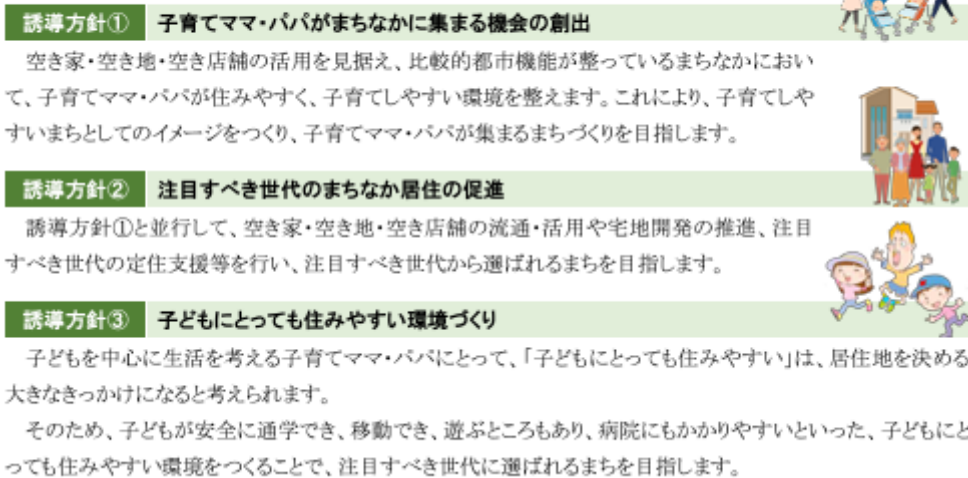 誘導方針① 子育てママ・パパがまちなかに集まる機会の創出
空き家・空き地・空き店舗の活用を見据え、比較的都市機能が整っているまちなかにおい
て、子育てママ・パパが住みやすく、子育てしやすい環境を整えます。これにより、子育てしや
すいまちとしてのイメージをつくり、子育てママ・パパが集まるまちづくりを目指します。
誘導方針② 注目すべき世代のまちなか居住の促進
誘導方針①と並行して、空き家・空き地・空き店舗の流通・活用や宅地開発の推進、注目
すべき世代の定住支援等を行い、注目すべき世代から選ばれるまちを目指します。
誘導方針③ 子どもにとっても住みやすい環境づくり
子どもを中心に生活を考える子育てママ・パパにとって、「子どもにとっても住みやすい」は、居住地を決める
大きなきっかけになると考えられます。
そのため、子どもが安全に通学でき、移動でき、遊ぶところもあり、病院にもかかりやすいといった、子どもにと
っても住みやすい環境をつくることで、注目すべき世代に選ばれるまちを目指します。